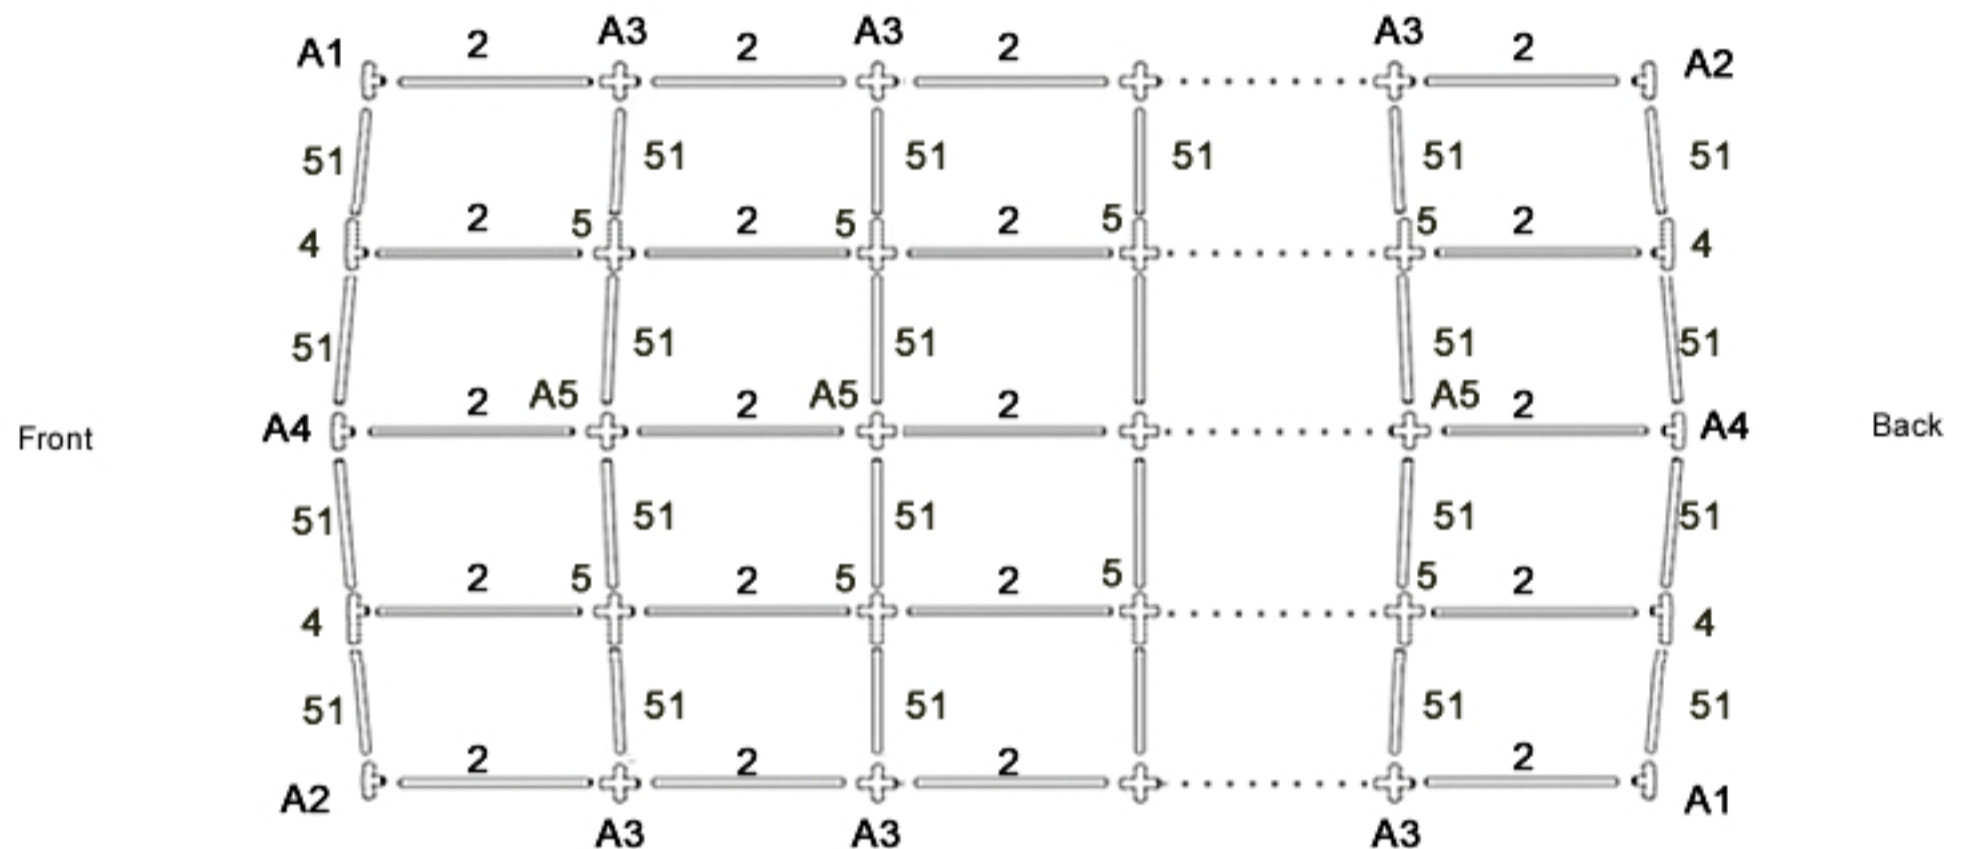 A1 2 A3 2 A3 2 A3 2 A2
51 51 51 51 51 51
4 2 5 2 5 2 5 5 2 4
51 51 51 51 51
Front A4 2 A5 2 A5 2 A5 2 A4 Back
51 51 51 51 51
4 2 5 2 5 2 5 5 2 4
51 51 51 51 51
A2 2 2 2 2 A1
A3 A3 A3